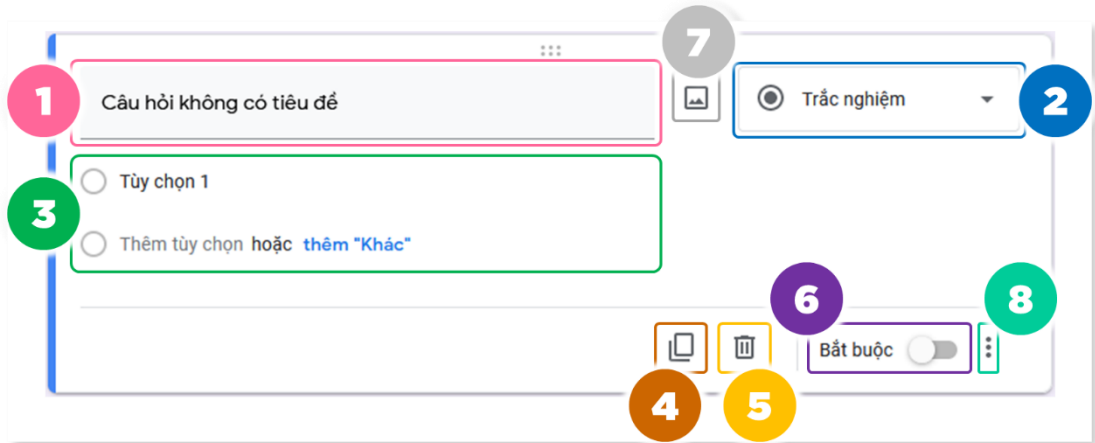 7
1
Câu hỏi không có tiêu đề
Trắc nghiệm
2
3
Tùy chọn 1
Thêm tùy chọn hoặc thêm "Khác"
6
8
Bắt buộc
4
5